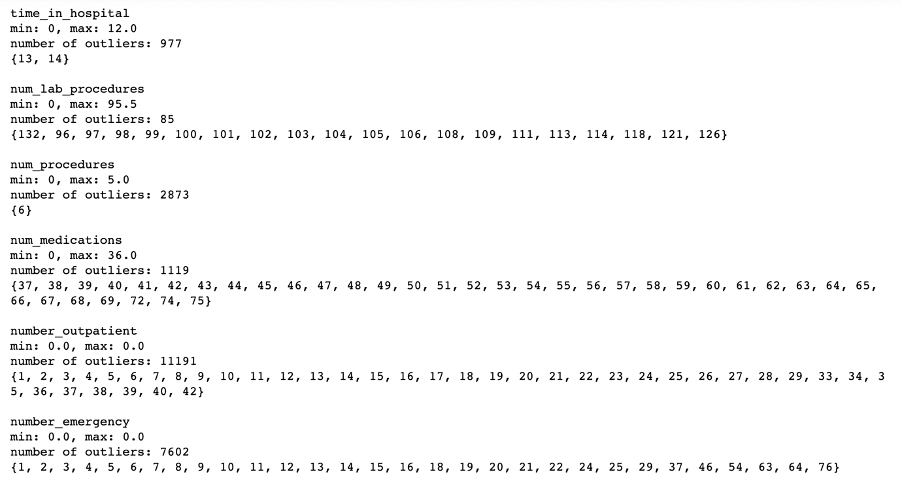 time_in_hospital
min: 0, max: 12.0
number of outliers: 977
{13, 14}
num_lab_procedures
min: 0, max: 95.5
number of outliers: 85
{132, 96, 97, 98, 99, 100, 101, 102, 103, 104, 105, 106, 108, 109, 111, 113, 114, 118, 121, 126}
num_procedures
min: 0, max: 5.0
number of outliers: 2873
{6}
num_medications
min: 0, max: 36.0
number of outliers: 1119
{37, 38, 39, 40, 41, 42, 43, 44, 45, 46, 47, 48, 49, 50, 51, 52, 53, 54, 55, 56, 57, 58, 59, 60, 61, 62, 63, 64, 65,
66, 67, 68, 69, 72, 74, 75}
number_outpatient
min: 0.0, max: 0.0
number of outliers: 11191
{1, 2, 3, 4, 5, 6, 7, 8, 9, 10, 11, 12, 13, 14, 15, 16, 17, 18, 19, 20, 21, 22, 23, 24, 25, 26, 27, 28, 29, 33, 34, 3
5, 36, 37, 38, 39, 40, 42}
number_emergency
min: 0.0, max: 0.0
number of outliers: 7602
{1, 2, 3, 4, 5, 6, 7, 8, 9, 10, 11, 12, 13, 14, 15, 16, 18, 19, 20, 21, 22, 24, 25, 29, 37, 46, 54, 63, 64, 76}